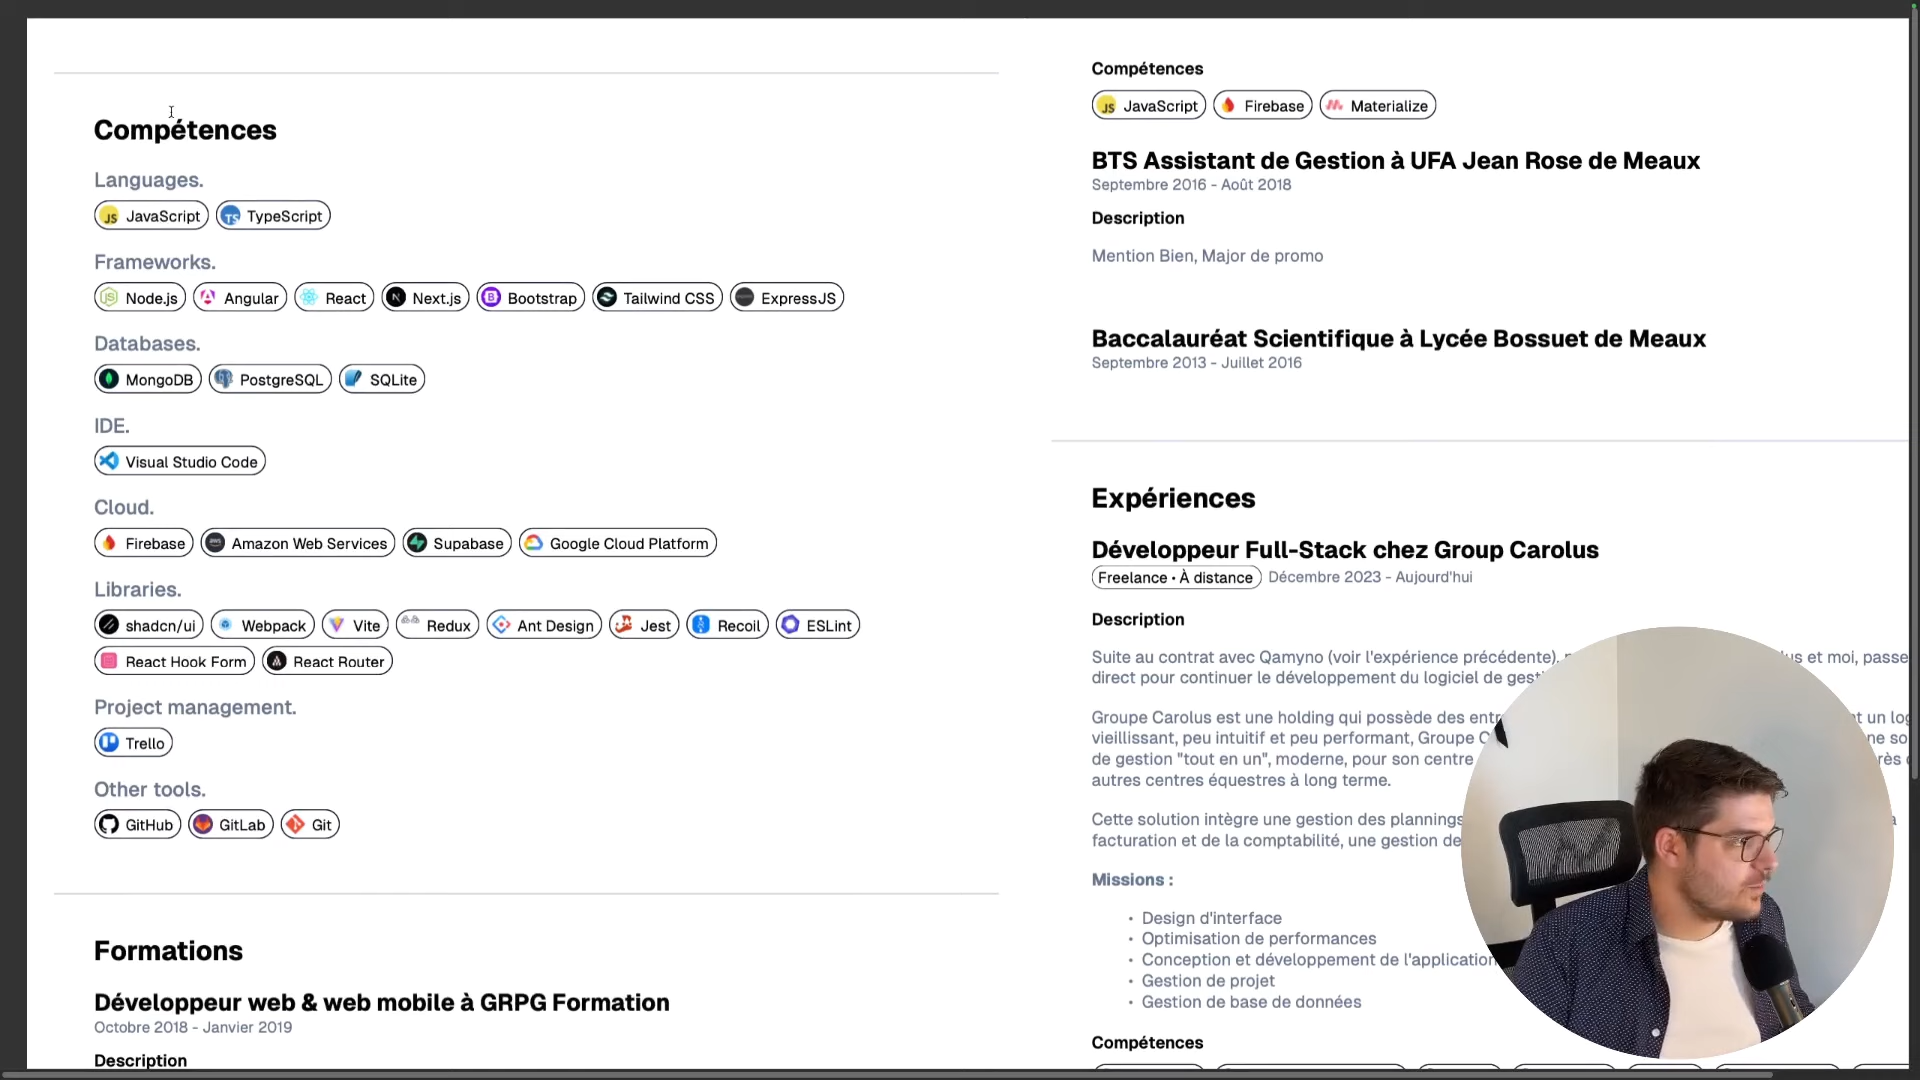 Compétences
Languages.
JavaScript TypeScript
Frameworks.
Node.js Angular React Next.js Bootstrap Tailwind CSS ExpressJS
Databases.
MongoDB PostgreSQL SQLite
IDE.
Visual Studio Code
Cloud.
Firebase Amazon Web Services Supabase Google Cloud Platform
Libraries.
shadcn/ui Webpack Vite Redux Ant Design Jest Recoil ESLint
React Hook Form React Router
Project management.
Trello
Other tools.
GitHub GitLab Git
Formations
Développeur web & web mobile à GRPG Formation
Octobre 2018 - Janvier 2019
Description
Compétences
JavaScript Firebase Materialize
BTS Assistant de Gestion à UFA Jean Rose de Meaux
Septembre 2016 - Août 2018
Description
Mention Bien, Major de promo
Baccalauréat Scientifique à Lycée Bossuet de Meaux
Septembre 2013 - Juillet 2016
Expériences
Développeur Full-Stack chez Group Carolus
Freelance • À distance Décembre 2023 - Aujourd'hui
Description
Suite au contrat avec Qamyno (voir l'expérience précédente), et moi, passe
direct pour continuer le développement du logiciel de
Groupe Carolus est une holding qui possède des un
vieillissant, peu intuitif et peu performant, Groupe
de gestion "tout en un", moderne, pour son centre
autres centres équestres à long terme.
Cette solution intègre une gestion des plannings
facturation et de la comptabilité, une gestion
Missions :
• Design d'interface
• Optimisation de performances
• Conception et développement de l'application
• Gestion de projet
• Gestion de base de données
Compétences